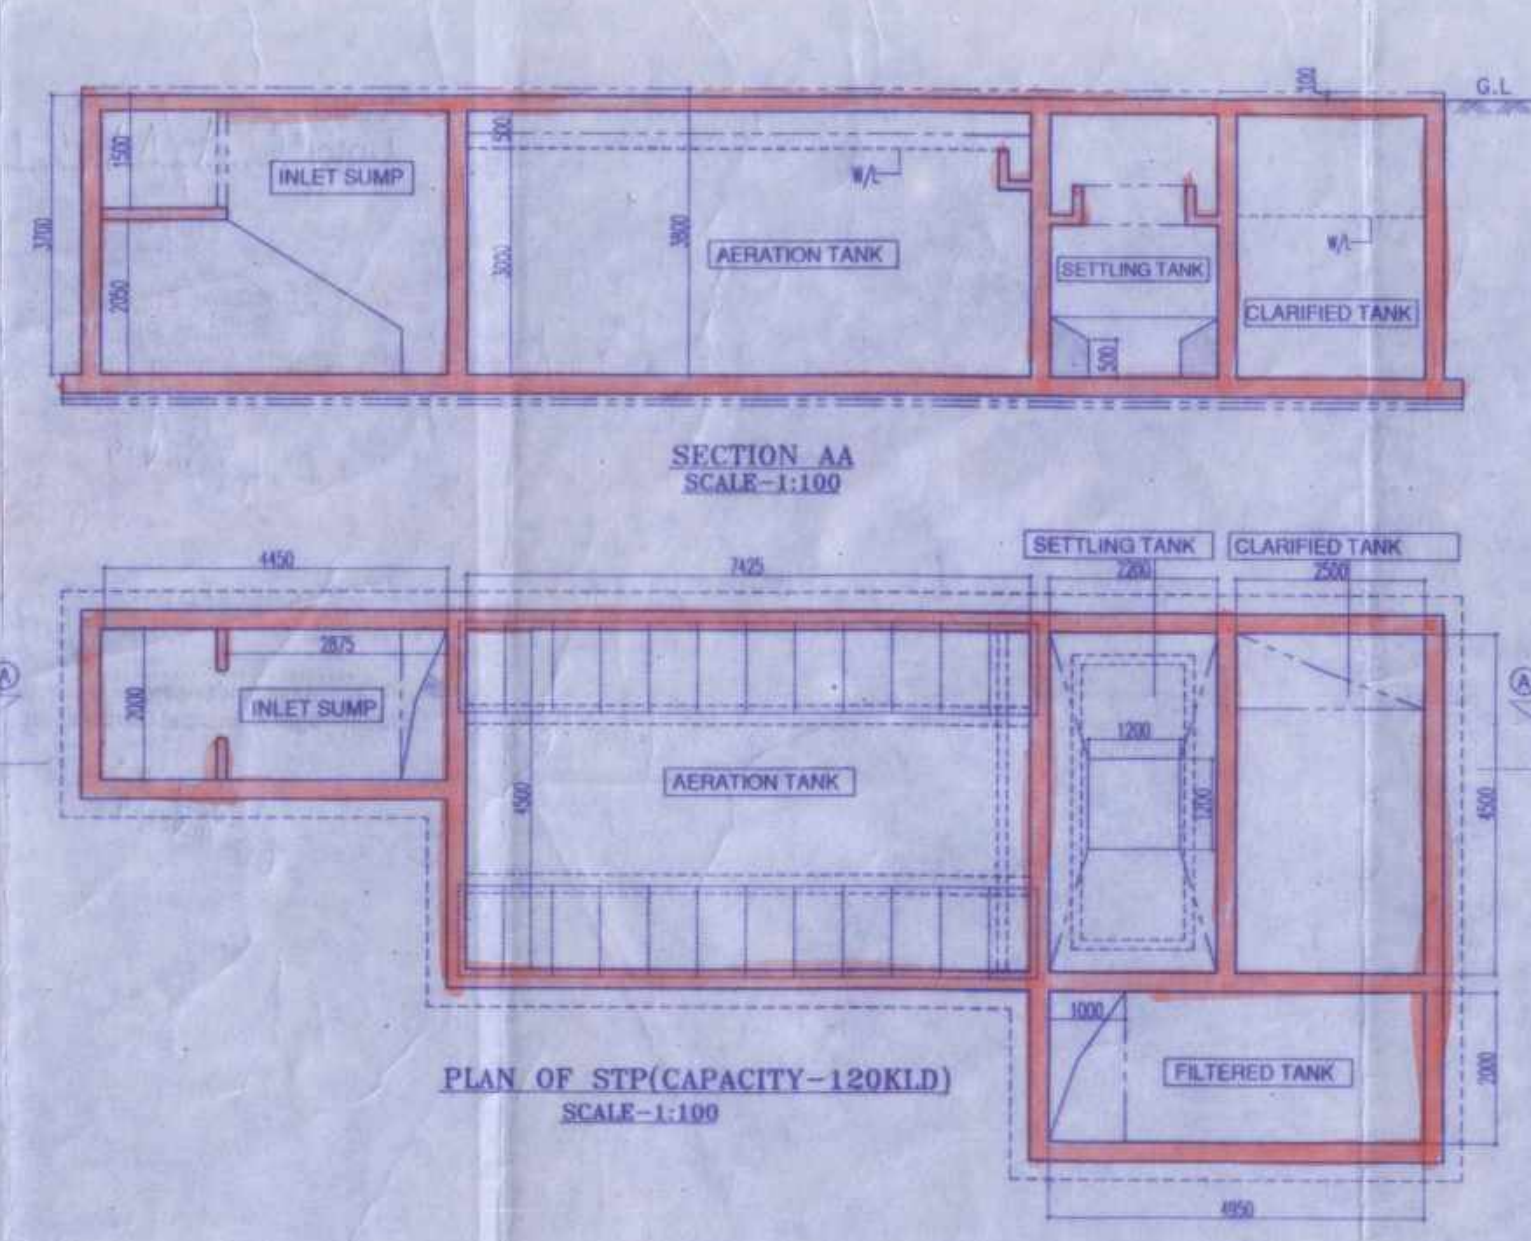 100
G.L
1500
INLET SUMP
500
W/L
3700
3800
AERATION TANK
3000
W/L
SETTLING TANK
2050
CLARIFIED TANK
500
SECTION AA
SCALE-1:100
SETTLING TANK
CLARIFIED TANK
4450
7425
2200
2500
2875
A
A
2000
INLET SUMP
1200
AERATION TANK
4500
1200
4500
1000
FILTERED TANK
2000
PLAN OF STP(CAPACITY-120KLD)
SCALE-1:100
4950